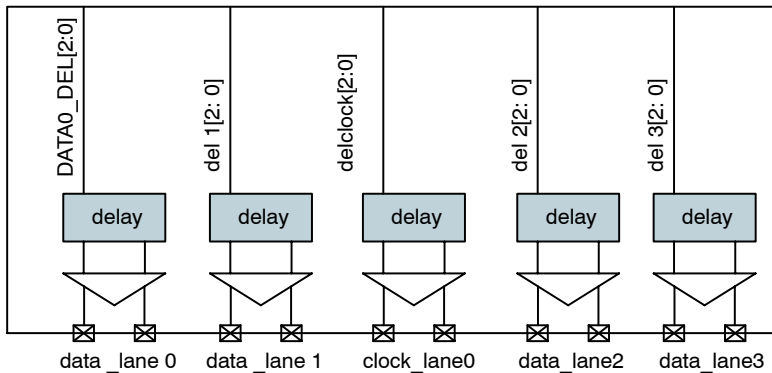 DATA0_DEL[2:0]
del 1[2: 0]
delclock[2:0]
del 2[2: 0]
del 3[2: 0]
delay
delay
delay
delay
delay
data _lane 0
data _lane 1
clock_lane0
data_lane2
data_lane3